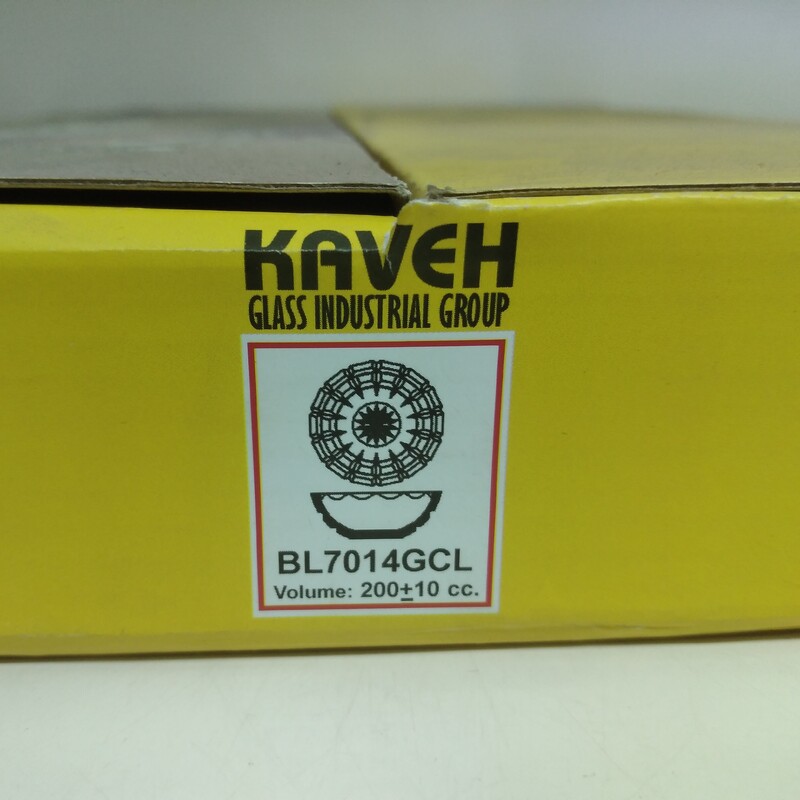 KAVEH
GLASS INDUSTRIAL GROUP
BL7014GCL
Volume: 200±10 cc.